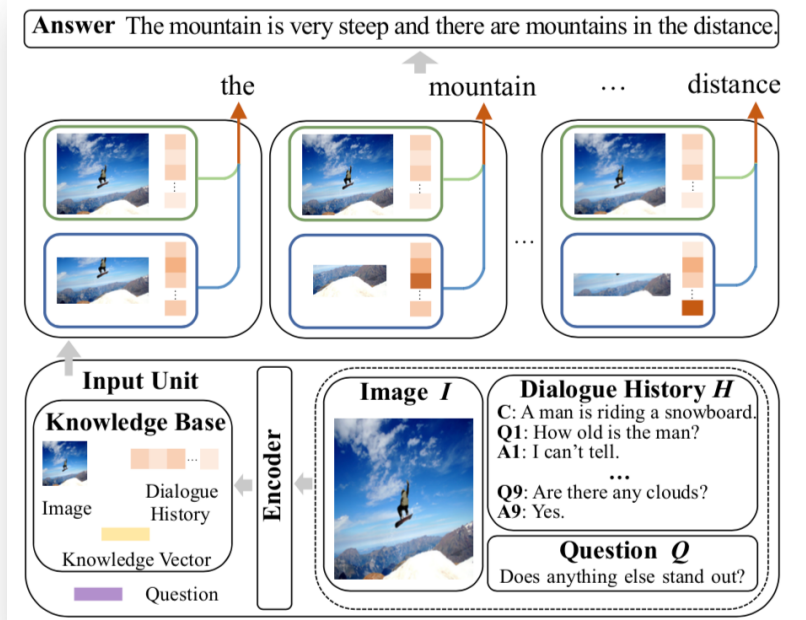 Answer The mountain is very steep and there are mountains in the distance.
the mountain ... distance
...
Input Unit
Knowledge Base
...
Image
Dialogue
History
Knowledge Vector
Question
Encoder
Image I
Dialogue History H
C: A man is riding a snowboard.
Q1: How old is the man?
A1: I can't tell.
...
Q9: Are there any clouds?
A9: Yes.
Question Q
Does anything else stand out?